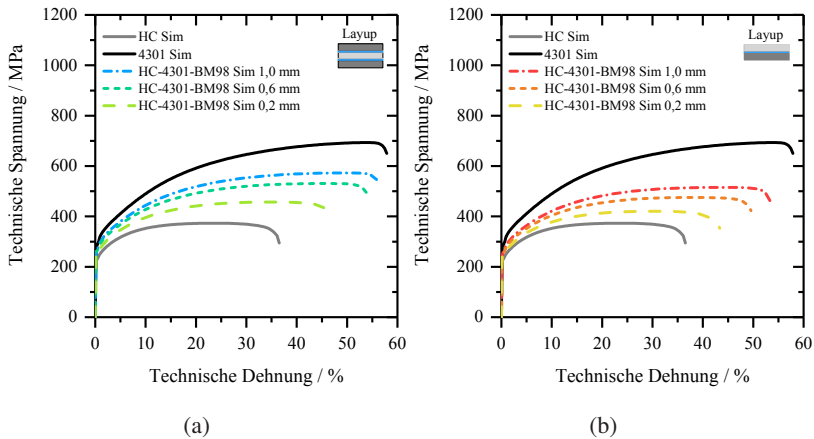 1200
1000
800
600
400
200
0
Technische Spannung / MPa
HC Sim
4301 Sim
HC-4301-BM98 Sim 1,0 mm
HC-4301-BM98 Sim 0,6 mm
HC-4301-BM98 Sim 0,2 mm
Layup
0 10 20 30 40 50 60
Technische Dehnung / %
(a)
1200
1000
800
600
400
200
0
Technische Spannung / MPa
HC Sim
4301 Sim
HC-4301-BM98 Sim 1,0 mm
HC-4301-BM98 Sim 0,6 mm
HC-4301-BM98 Sim 0,2 mm
Layup
0 10 20 30 40 50 60
Technische Dehnung / %
(b)